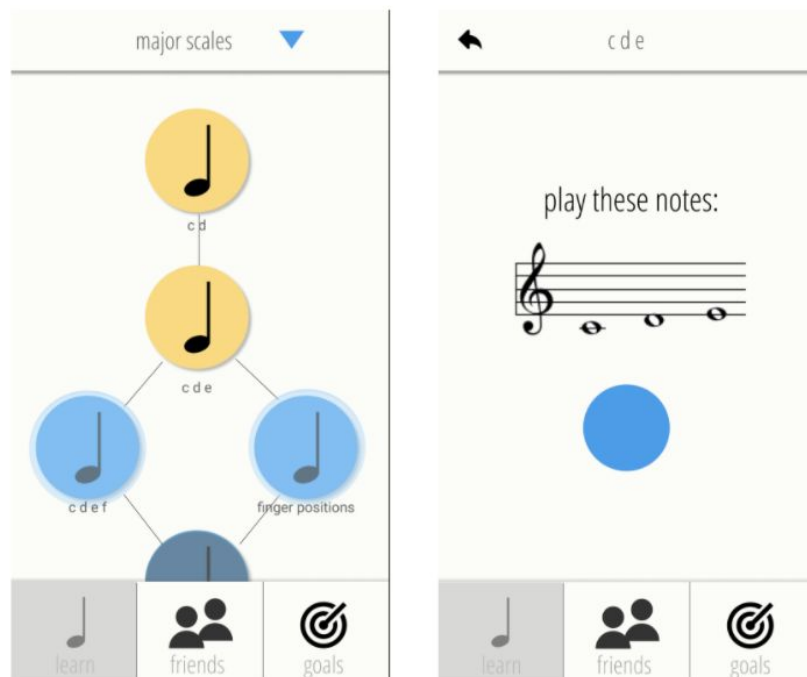 major scales
c d
c d e
c d e f
finger positions
learn
friends
goals
c d e
play these notes:
learn
friends
goals